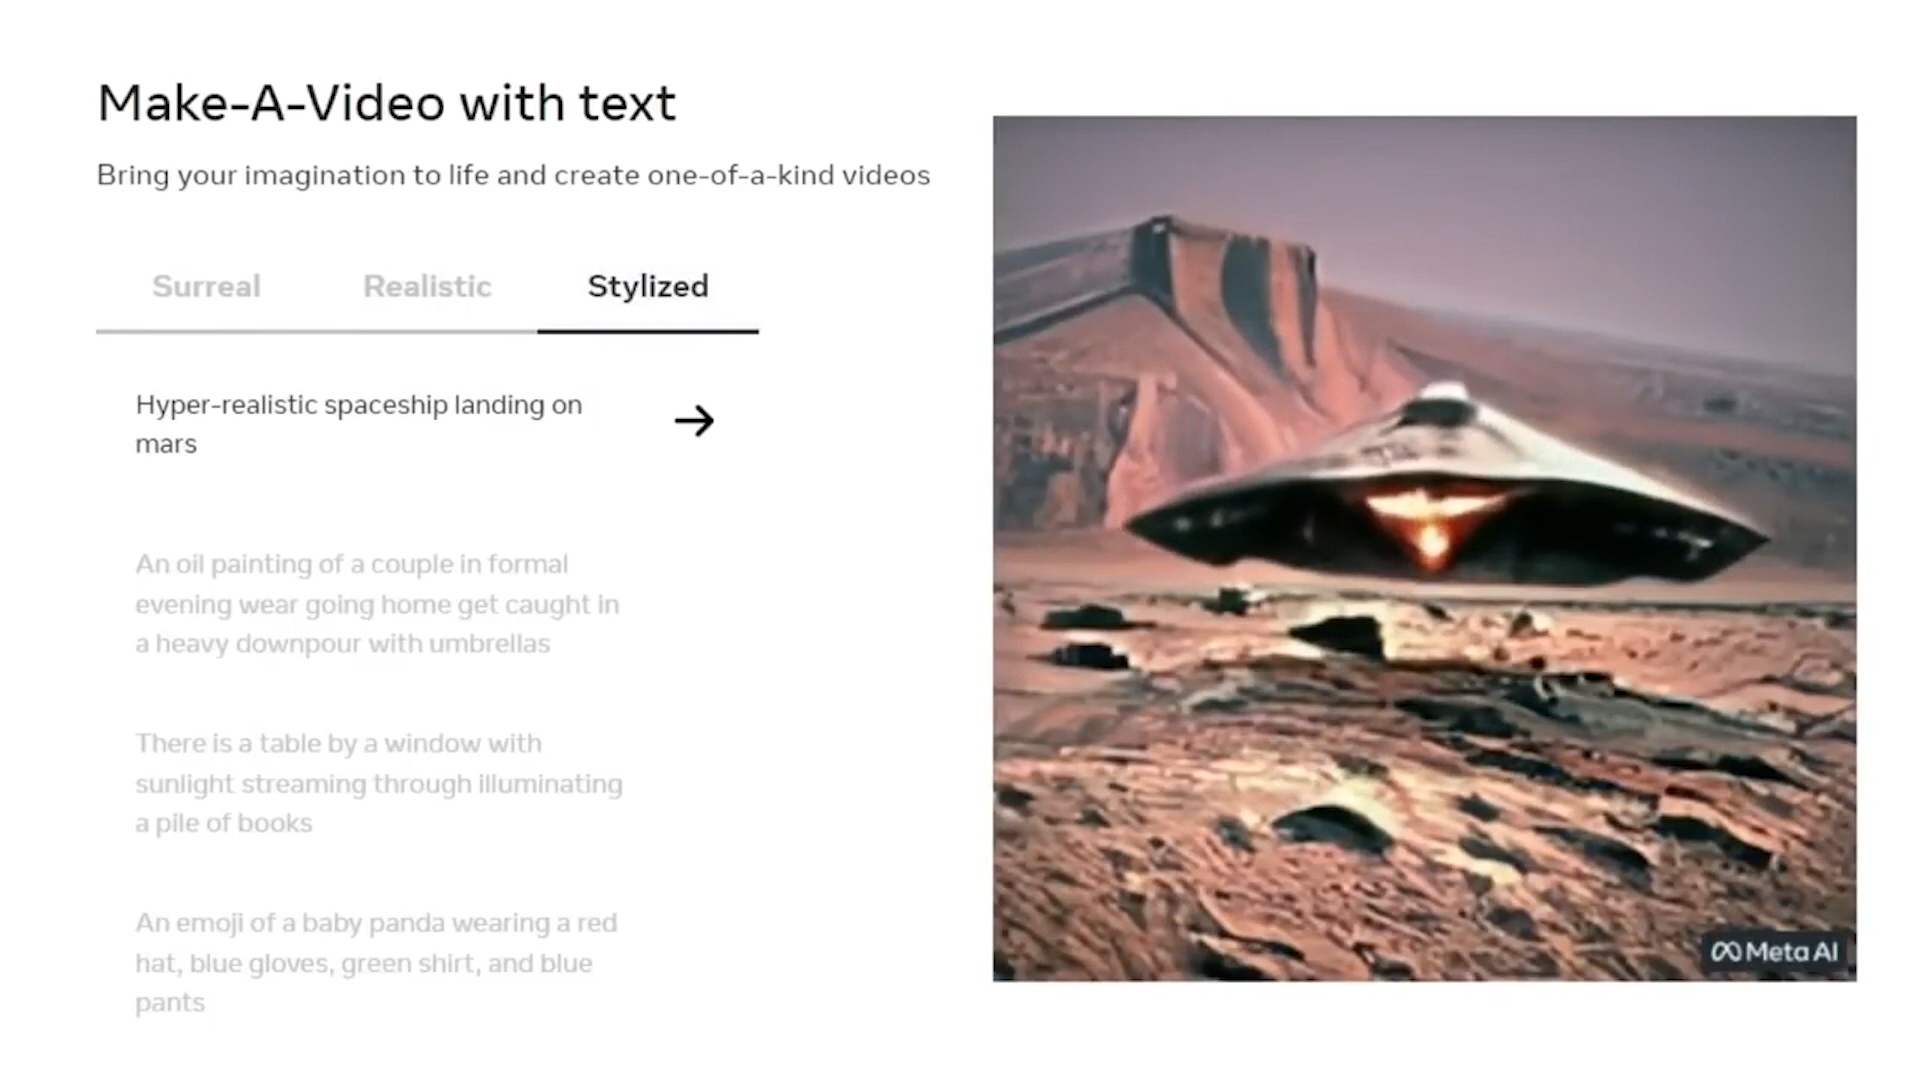 Make-A-Video with text
Bring your imagination to life and create one-of-a-kind videos
Surreal Realistic Stylized
Hyper-realistic spaceship landing on
mars
An oil painting of a couple in formal
evening wear going home get caught in
a heavy downpour with umbrellas
There is a table by a window with
sunlight streaming through illuminating
a pile of books
An emoji of a baby panda wearing a red
hat, blue gloves, green shirt, and blue
pants
Meta AI